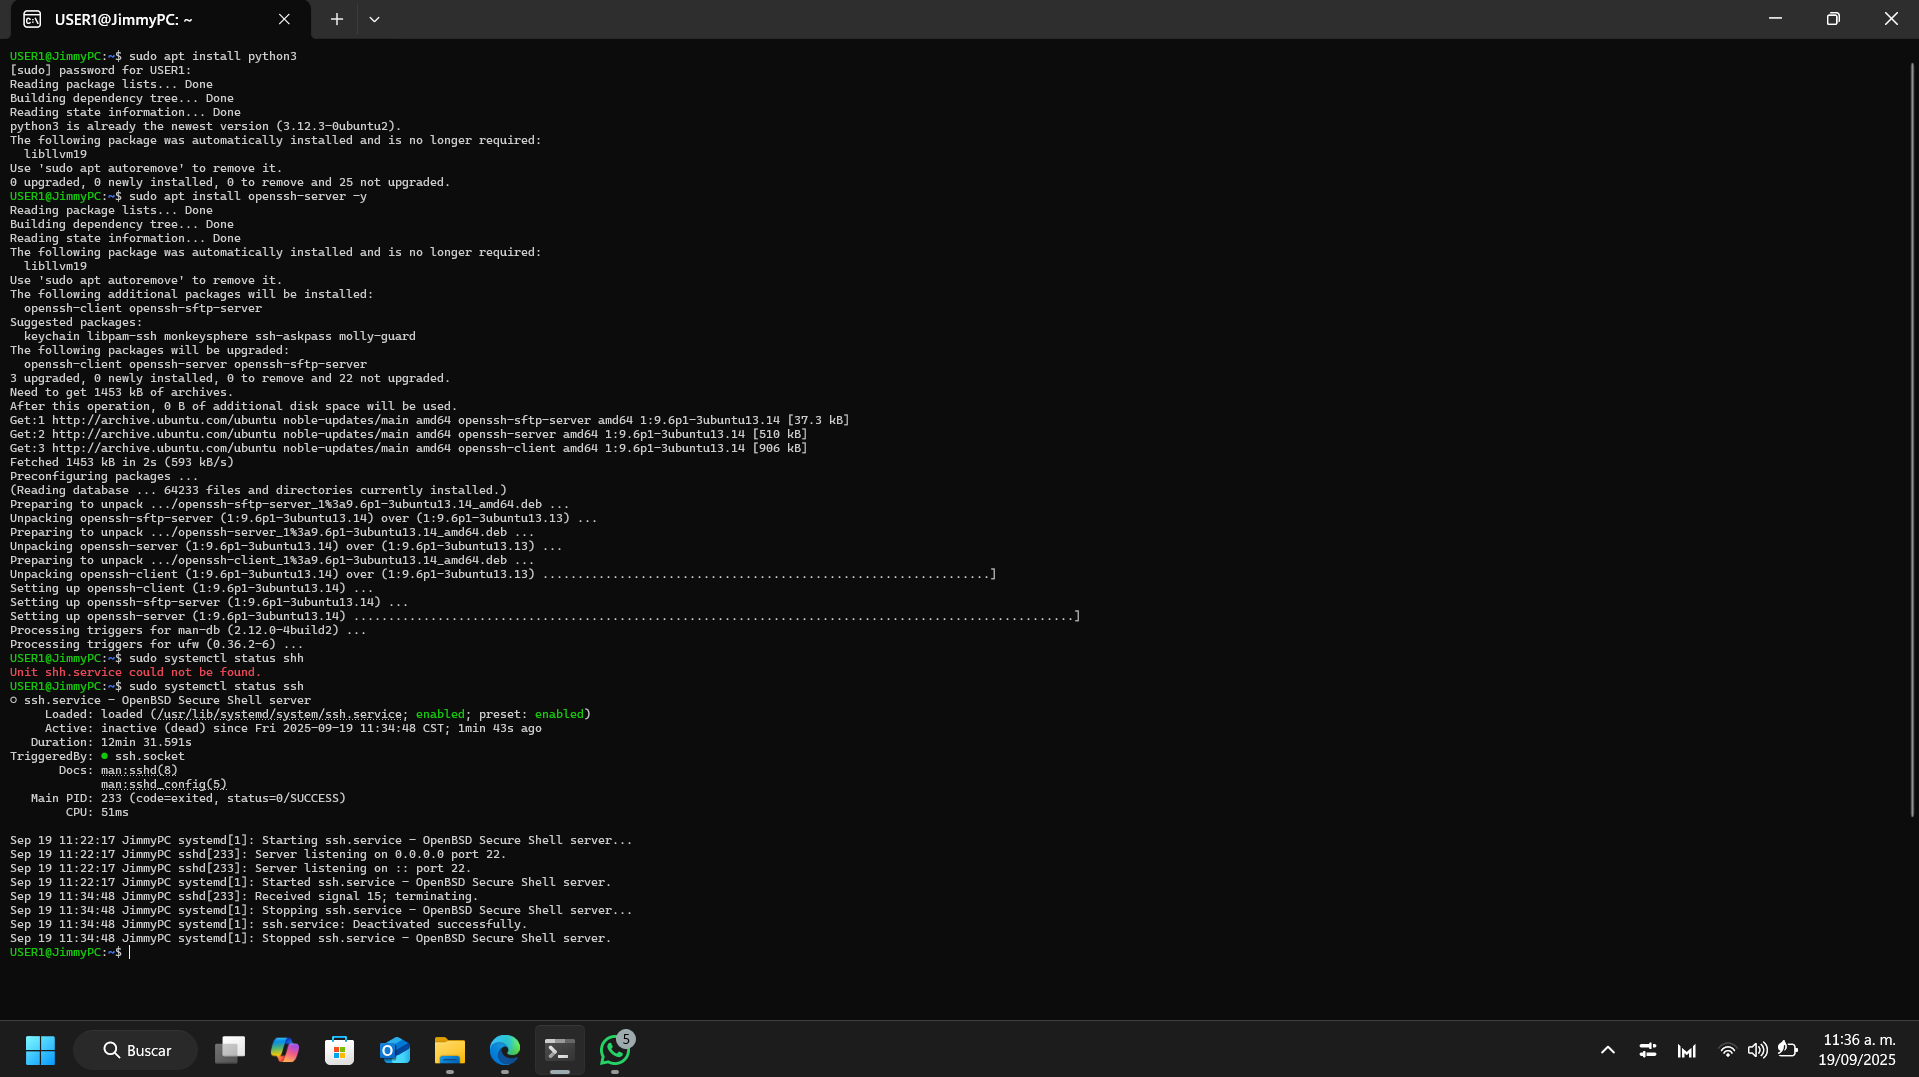 USER1@JimmyPC: ~
USER1@JimmyPC:~$ sudo apt install python3
[sudo] password for USER1:
Reading package lists... Done
Building dependency tree... Done
Reading state information... Done
python3 is already the newest version (3.12.3-0ubuntu2).
The following package was automatically installed and is no longer required:
  libllvm19
Use 'sudo apt autoremove' to remove it.
0 upgraded, 0 newly installed, 0 to remove and 25 not upgraded.
USER1@JimmyPC:~$ sudo apt install openssh-server -y
Reading package lists... Done
Building dependency tree... Done
Reading state information... Done
The following package was automatically installed and is no longer required:
  libllvm19
Use 'sudo apt autoremove' to remove it.
The following additional packages will be installed:
  openssh-client openssh-sftp-server
Suggested packages:
  keychain libpam-ssh monkeysphere ssh-askpass molly-guard
The following packages will be upgraded:
  openssh-client openssh-server openssh-sftp-server
3 upgraded, 0 newly installed, 0 to remove and 22 not upgraded.
Need to get 1453 kB of archives.
After this operation, 0 B of additional disk space will be used.
Get:1 http://archive.ubuntu.com/ubuntu noble-updates/main amd64 openssh-sftp-server amd64 1:9.6p1-3ubuntu13.14 [37.3 kB]
Get:2 http://archive.ubuntu.com/ubuntu noble-updates/main amd64 openssh-server amd64 1:9.6p1-3ubuntu13.14 [510 kB]
Get:3 http://archive.ubuntu.com/ubuntu noble-updates/main amd64 openssh-client amd64 1:9.6p1-3ubuntu13.14 [906 kB]
Fetched 1453 kB in 2s (593 kB/s)
Preconfiguring packages ...
(Reading database ... 64233 files and directories currently installed.)
Preparing to unpack .../openssh-sftp-server_1%3a9.6p1-3ubuntu13.14_amd64.deb ...
Unpacking openssh-sftp-server (1:9.6p1-3ubuntu13.14) over (1:9.6p1-3ubuntu13.13) ...
Preparing to unpack .../openssh-server_1%3a9.6p1-3ubuntu13.14_amd64.deb ...
Unpacking openssh-server (1:9.6p1-3ubuntu13.14) over (1:9.6p1-3ubuntu13.13) ...
Preparing to unpack .../openssh-client_1%3a9.6p1-3ubuntu13.14_amd64.deb ...
Unpacking openssh-client (1:9.6p1-3ubuntu13.14) over (1:9.6p1-3ubuntu13.13) ................................................................]
Setting up openssh-client (1:9.6p1-3ubuntu13.14) ...
Setting up openssh-sftp-server (1:9.6p1-3ubuntu13.14) ...
Setting up openssh-server (1:9.6p1-3ubuntu13.14) .......................................................................................................]
Processing triggers for man-db (2.12.0-4build2) ...
Processing triggers for ufw (0.36.2-6) ...
USER1@JimmyPC:~$ sudo systemctl status shh
Unit shh.service could not be found.
USER1@JimmyPC:~$ sudo systemctl status ssh
○ ssh.service - OpenBSD Secure Shell server
     Loaded: loaded (/usr/lib/systemd/system/ssh.service; enabled; preset: enabled)
     Active: inactive (dead) since Fri 2025-09-19 11:34:48 CST; 1min 43s ago
   Duration: 12min 31.591s
TriggeredBy: ● ssh.socket
       Docs: man:sshd(8)
             man:sshd_config(5)
   Main PID: 233 (code=exited, status=0/SUCCESS)
        CPU: 51ms
Sep 19 11:22:17 JimmyPC systemd[1]: Starting ssh.service - OpenBSD Secure Shell server...
Sep 19 11:22:17 JimmyPC sshd[233]: Server listening on 0.0.0.0 port 22.
Sep 19 11:22:17 JimmyPC sshd[233]: Server listening on :: port 22.
Sep 19 11:22:17 JimmyPC systemd[1]: Started ssh.service - OpenBSD Secure Shell server.
Sep 19 11:34:48 JimmyPC sshd[233]: Received signal 15; terminating.
Sep 19 11:34:48 JimmyPC systemd[1]: Stopping ssh.service - OpenBSD Secure Shell server...
Sep 19 11:34:48 JimmyPC systemd[1]: ssh.service: Deactivated successfully.
Sep 19 11:34:48 JimmyPC systemd[1]: Stopped ssh.service - OpenBSD Secure Shell server.
USER1@JimmyPC:~$
Buscar
5
11:36 a. m.
19/09/2025